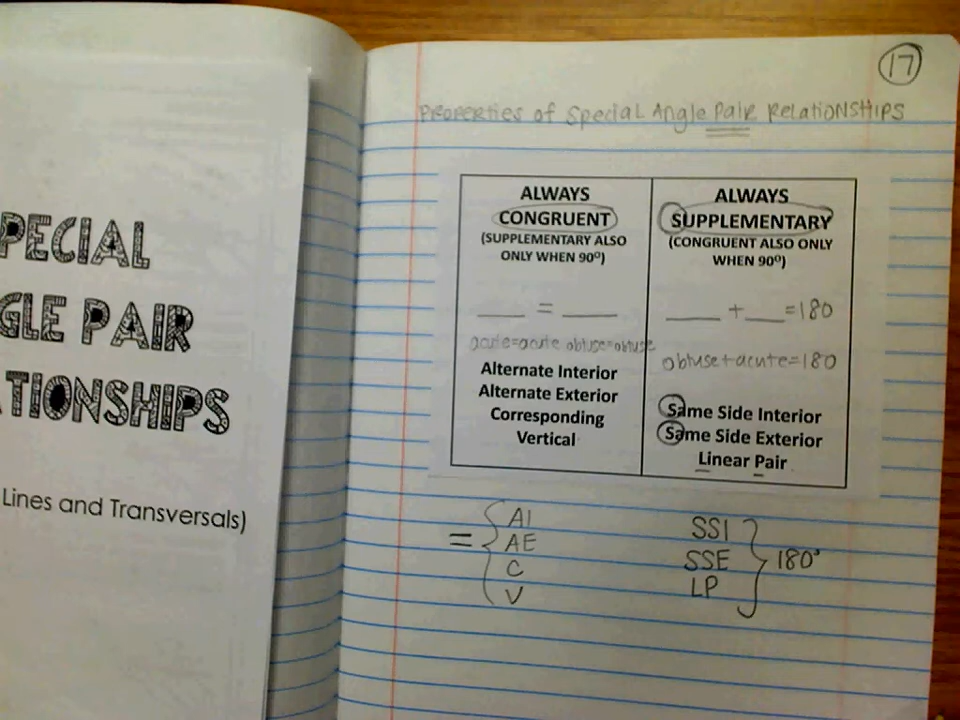 PECIAL
GLE PAIR
ATIONSHIPS
Lines and Transversals)
17
PROPERTIES of Special Angle PAIR RELATIONSHIPS
ALWAYS
CONGRUENT
(SUPPLEMENTARY ALSO
ONLY WHEN 90º)
___ = ___
acute=acute obtuse=obtuse
Alternate Interior
Alternate Exterior
Corresponding
Vertical
ALWAYS
SUPPLEMENTARY
(CONGRUENT ALSO ONLY
WHEN 90º)
___ + ___ =180
obtuse+acute=180
Same Side Interior
Same Side Exterior
Linear Pair
= { AI
AE
C
V
SSI
SSE } 180°
LP